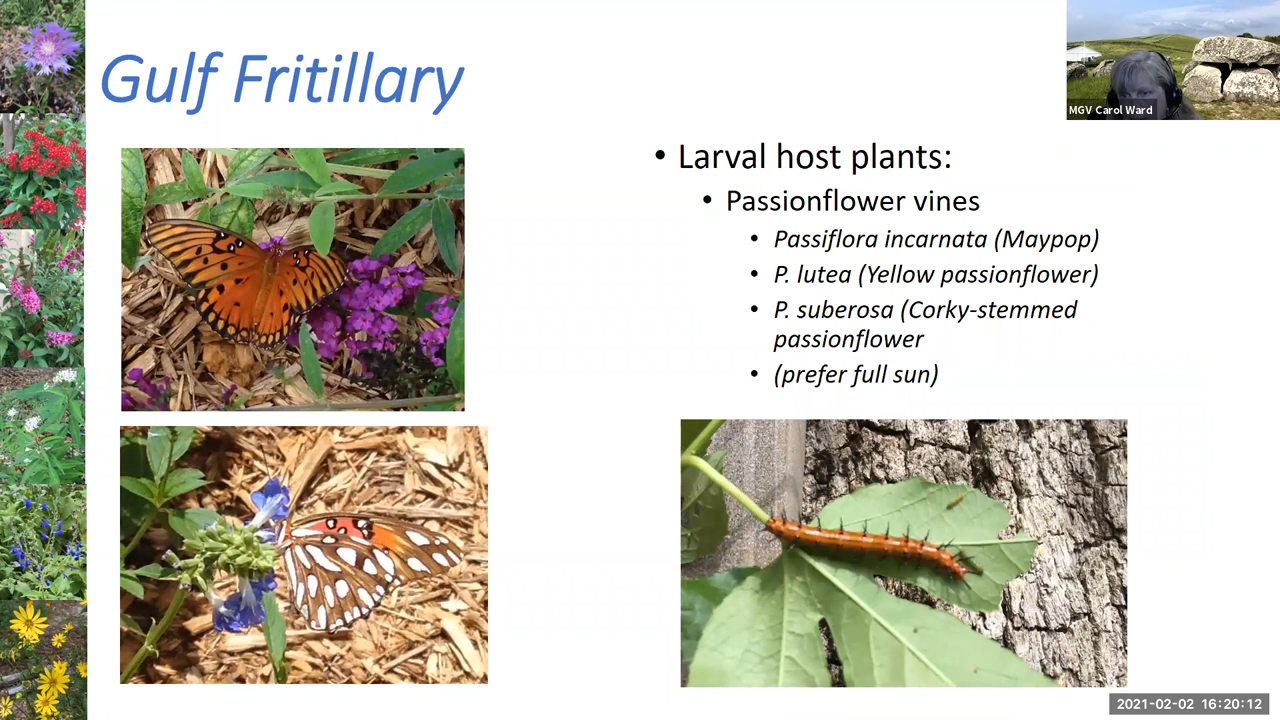 Gulf Fritillary
MGV Carol Ward
• Larval host plants:
• Passionflower vines
• Passiflora incarnata (Maypop)
• P. lutea (Yellow passionflower)
• P. suberosa (Corky-stemmed
passionflower
• (prefer full sun)
2021-02-02 16:20:12